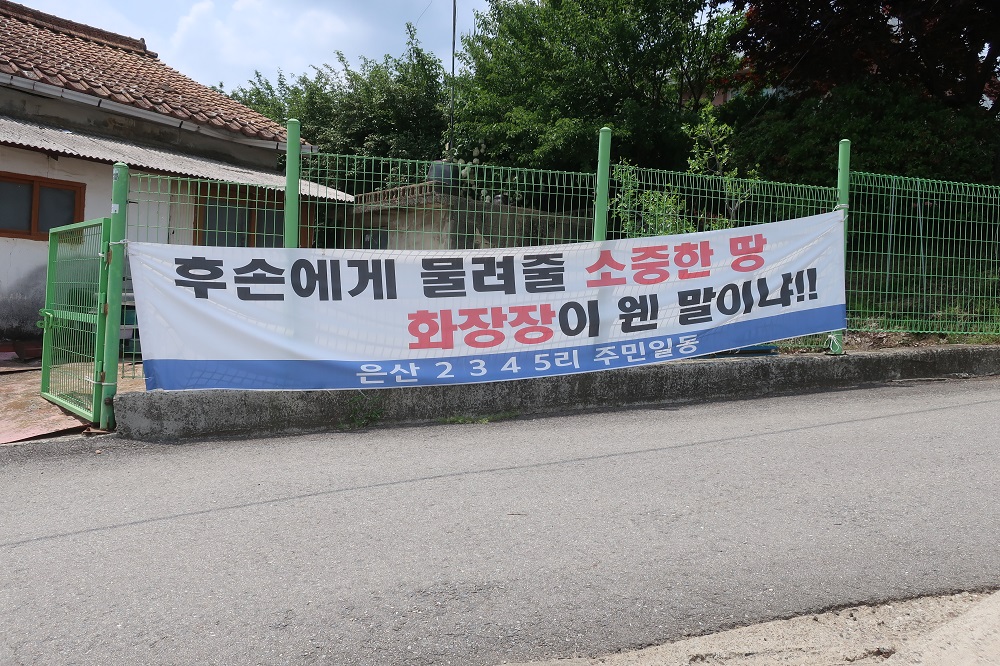 후손에게 물려줄 소중한 땅
화장장이 웬 말이냐!!
은산 2 3 4 5리 주민일동